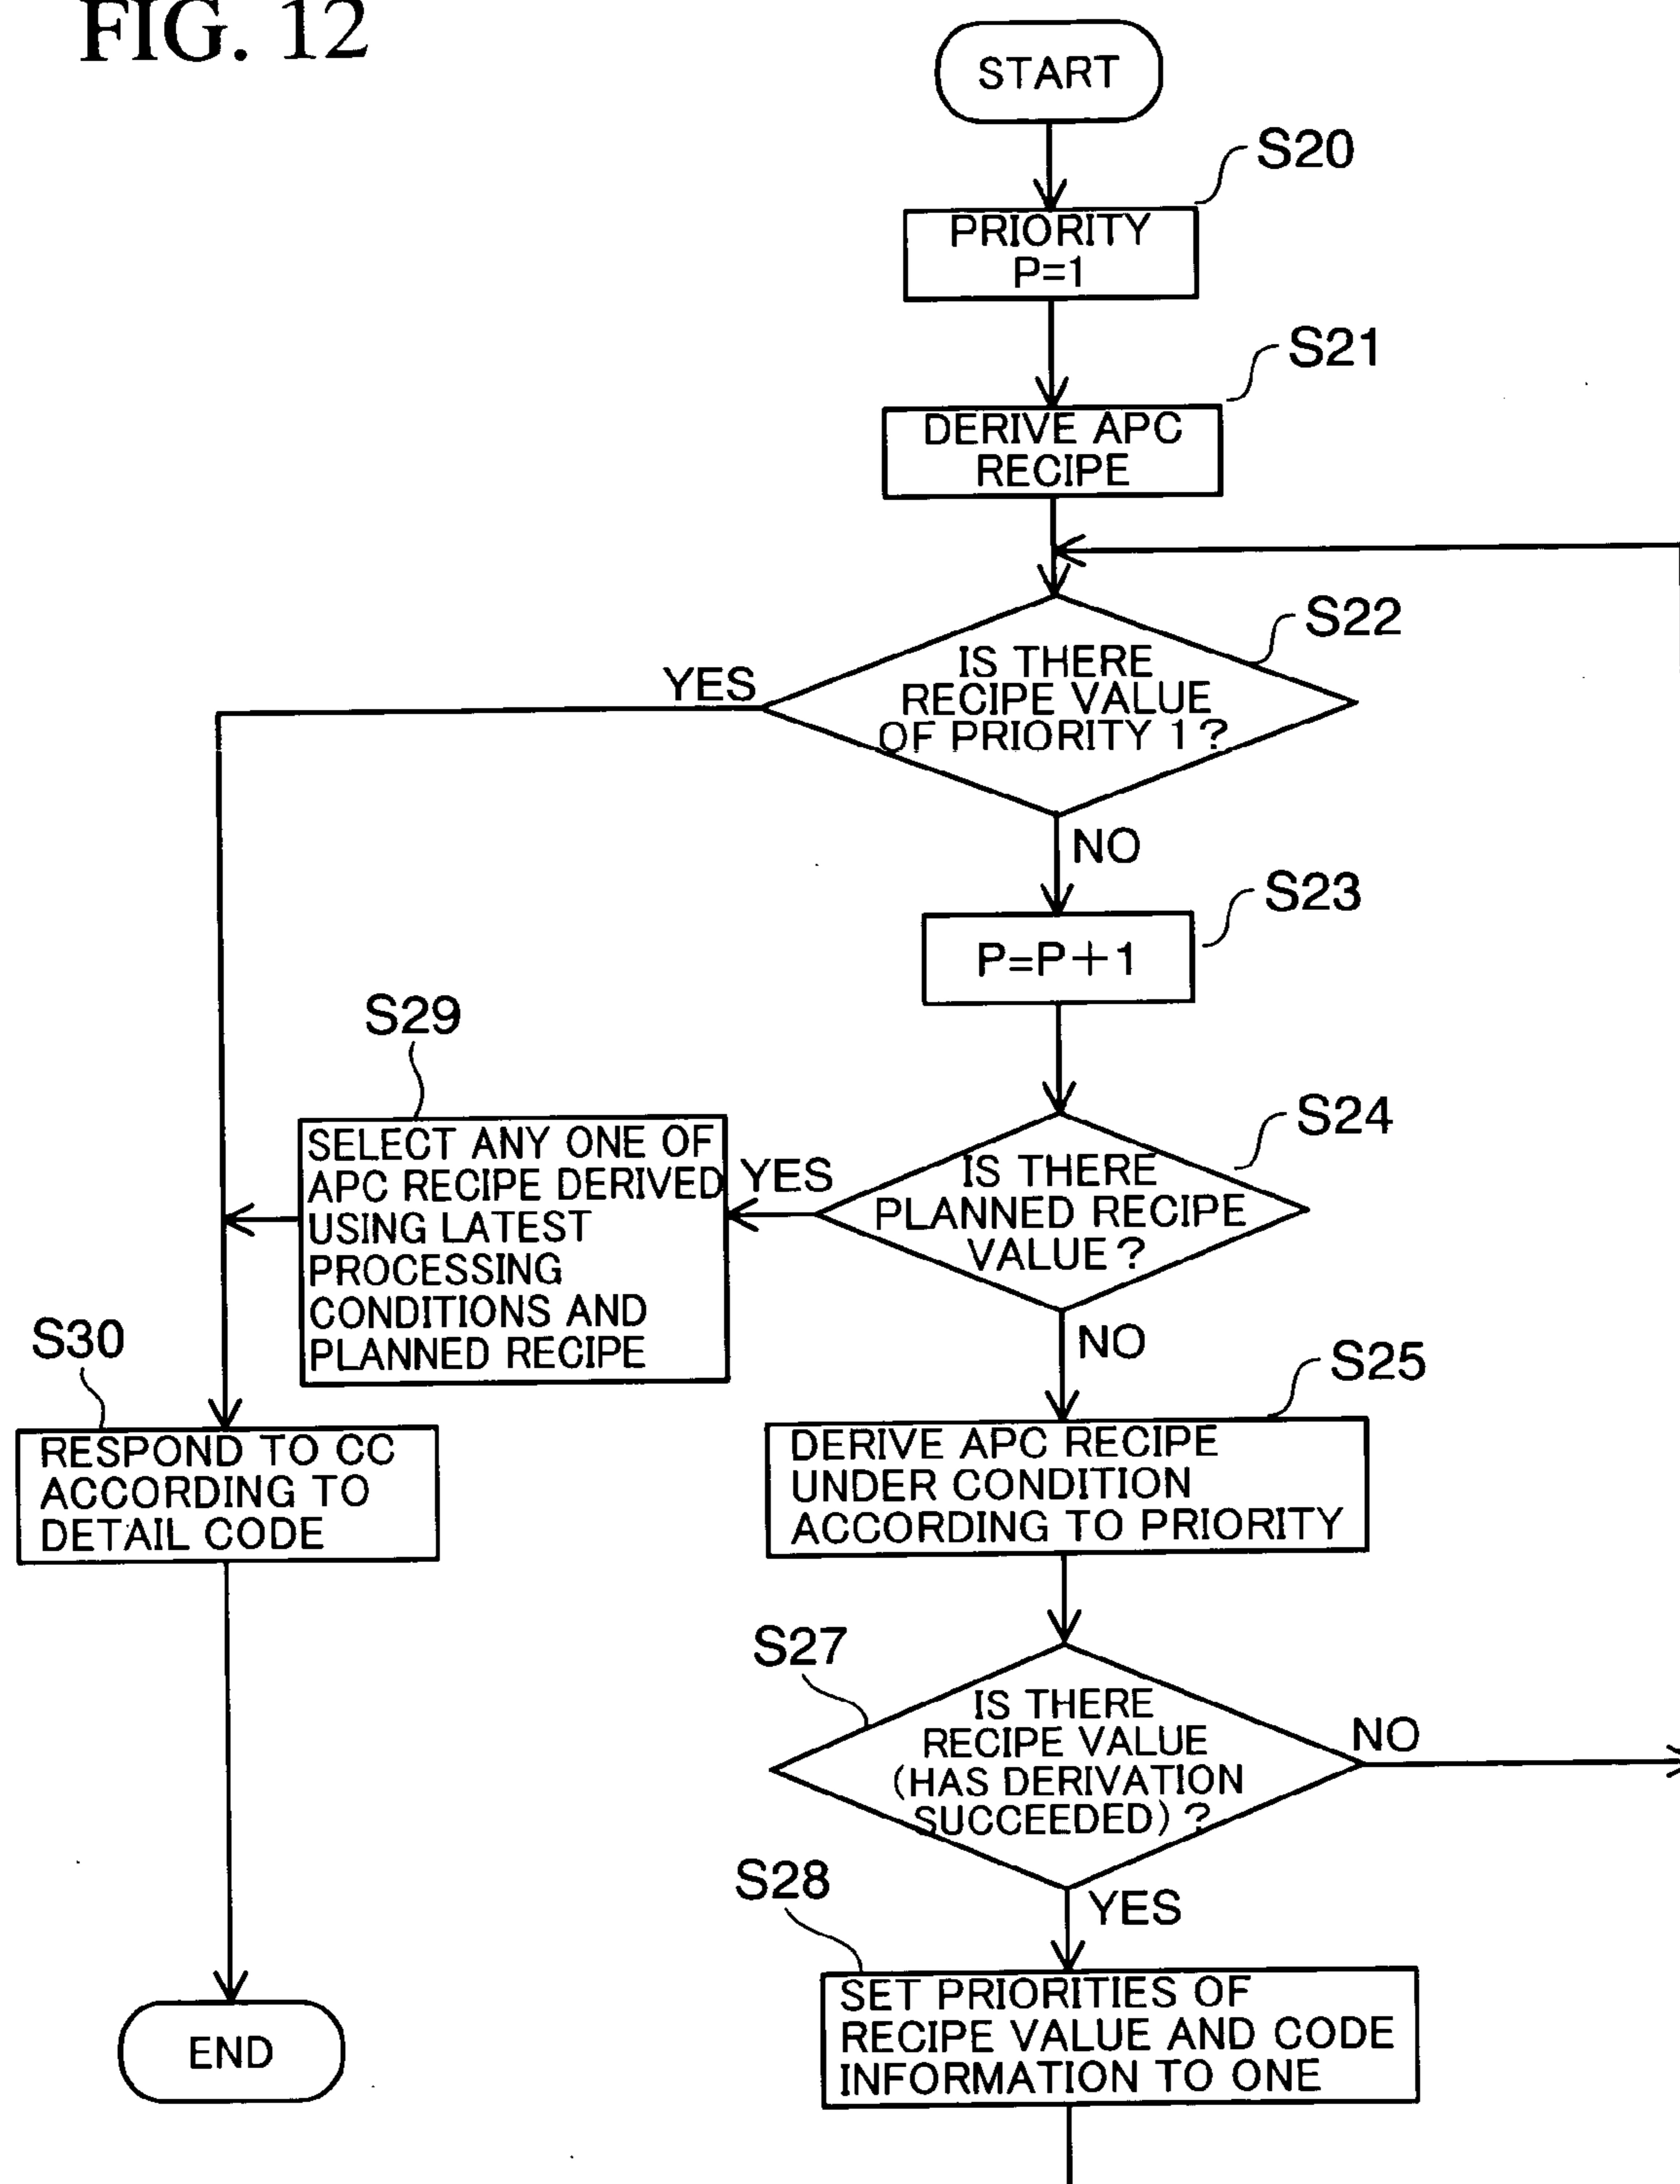 FIG. 12
START
S20
PRIORITY
P=1
S21
DERIVE APC
RECIPE
S22
IS THERE
RECIPE VALUE
OF PRIORITY 1?
YES
NO
S23
P=P+1
S24
IS THERE
PLANNED RECIPE
VALUE?
YES
S29
SELECT ANY ONE OF
APC RECIPE DERIVED
USING LATEST
PROCESSING
CONDITIONS AND
PLANNED RECIPE
NO
S30
RESPOND TO CC
ACCORDING TO
DETAIL CODE
S25
DERIVE APC RECIPE
UNDER CONDITION
ACCORDING TO PRIORITY
S27
IS THERE
RECIPE VALUE
(HAS DERIVATION
SUCCEEDED)?
NO
YES
S28
SET PRIORITIES OF
RECIPE VALUE AND CODE
INFORMATION TO ONE
END